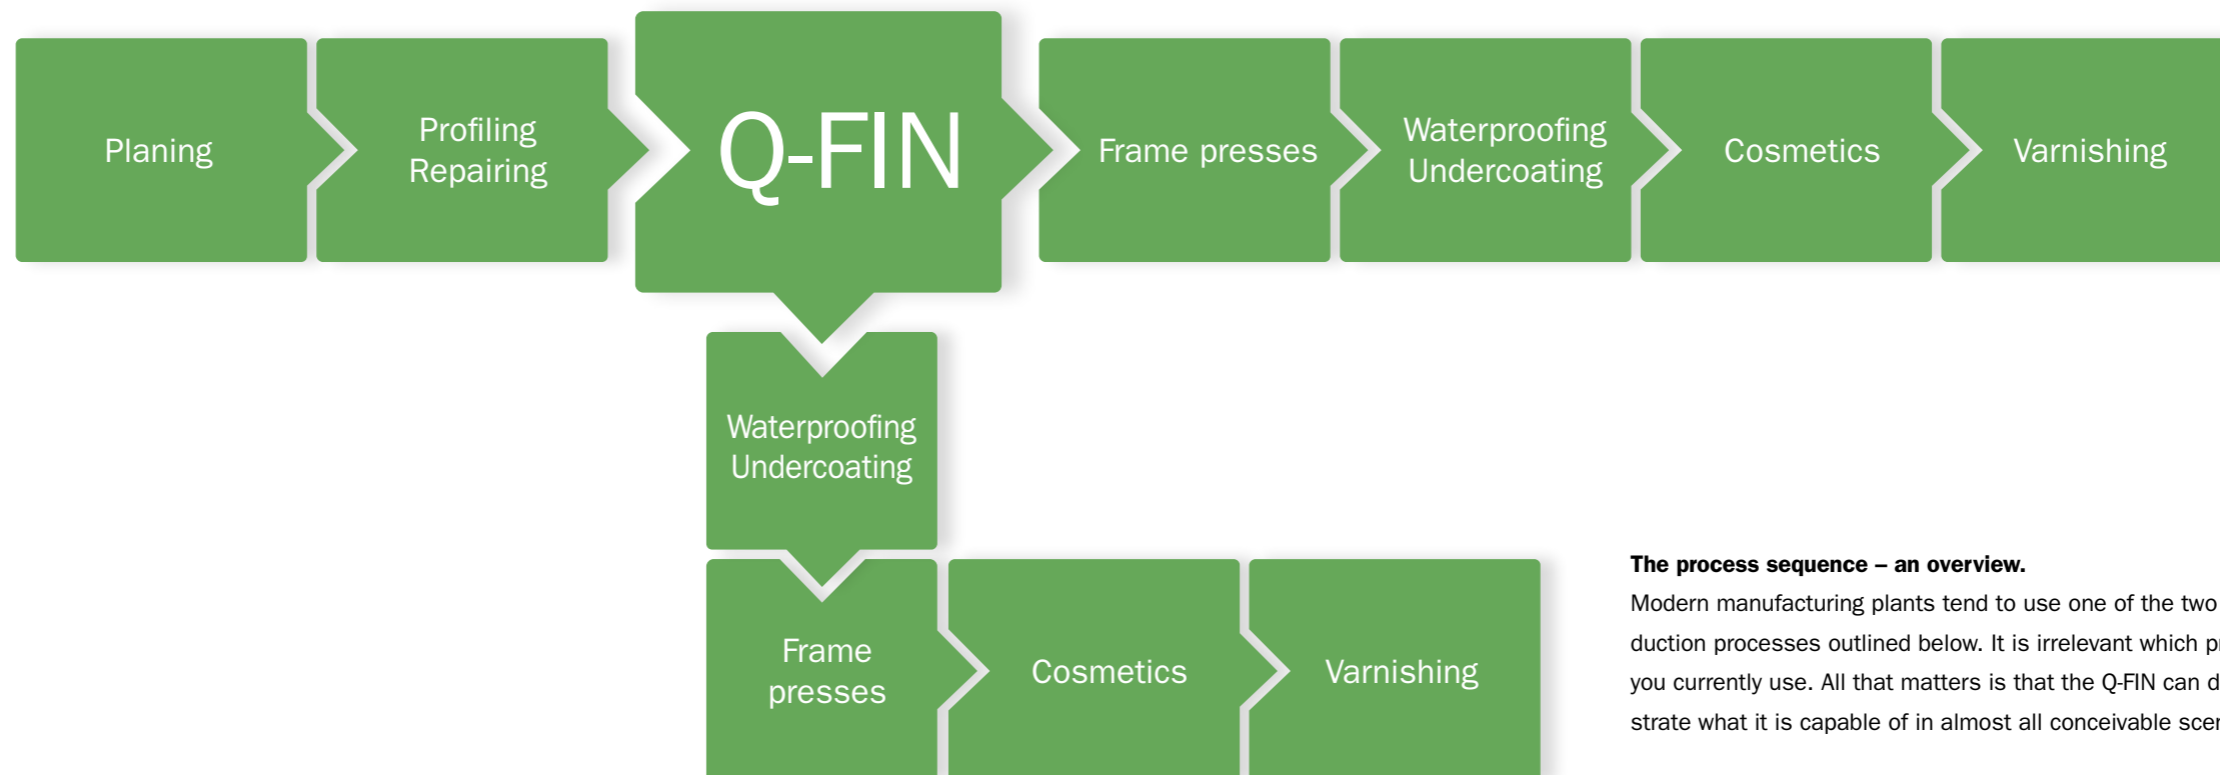 Planing
Profiling
Repairing
Q-FIN
Frame presses
Waterproofing
Undercoating
Cosmetics
Varnishing
Waterproofing
Undercoating
Frame
presses
Cosmetics
Varnishing
The process sequence – an overview.
Modern manufacturing plants tend to use one of the two
duction processes outlined below. It is irrelevant which
you currently use. All that matters is that the Q-FIN can
strate what it is capable of in almost all conceivable